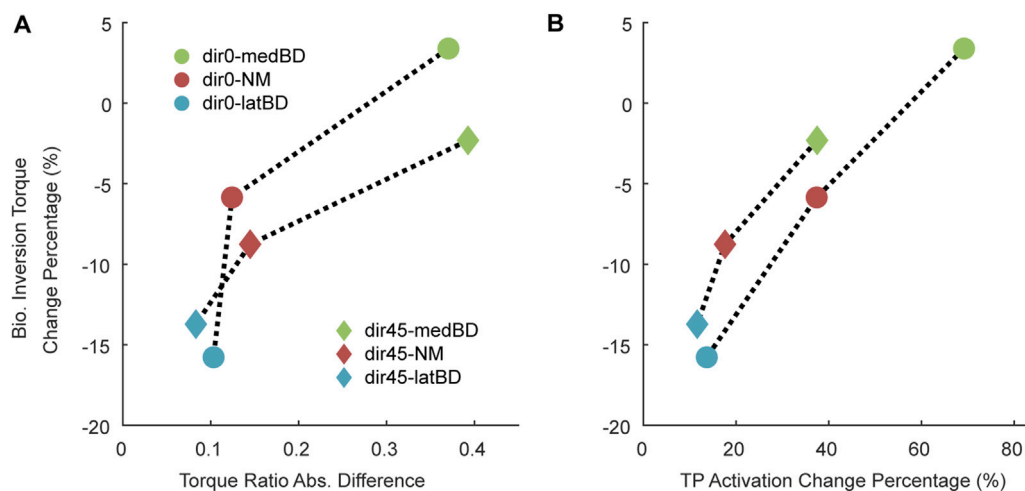 A
B
5
0
-5
-10
-15
-20
Bio. Inversion Torque
Change Percentage (%)
dir0-medBD
dir0-NM
dir0-latBD
dir45-medBD
dir45-NM
dir45-latBD
0 0.1 0.2 0.3 0.4
Torque Ratio Abs. Difference
5
0
-5
-10
-15
-20
0 20 40 60 80
TP Activation Change Percentage (%)